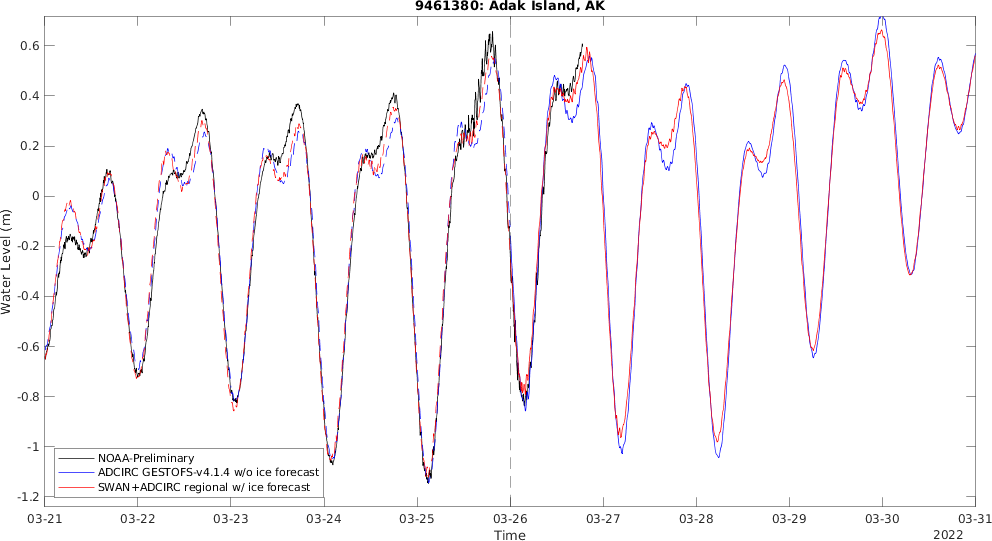 9461380: Adak Island, AK
Water Level (m)
0.6
0.4
0.2
0
-0.2
-0.4
-0.6
-0.8
-1
-1.2
NOAA-Preliminary
ADCIRC GESTOFS-v4.1.4 w/o ice forecast
SWAN+ADCIRC regional w/ ice forecast
03-21 03-22 03-23 03-24 03-25 03-26 03-27 03-28 03-29 03-30 03-31
Time
2022